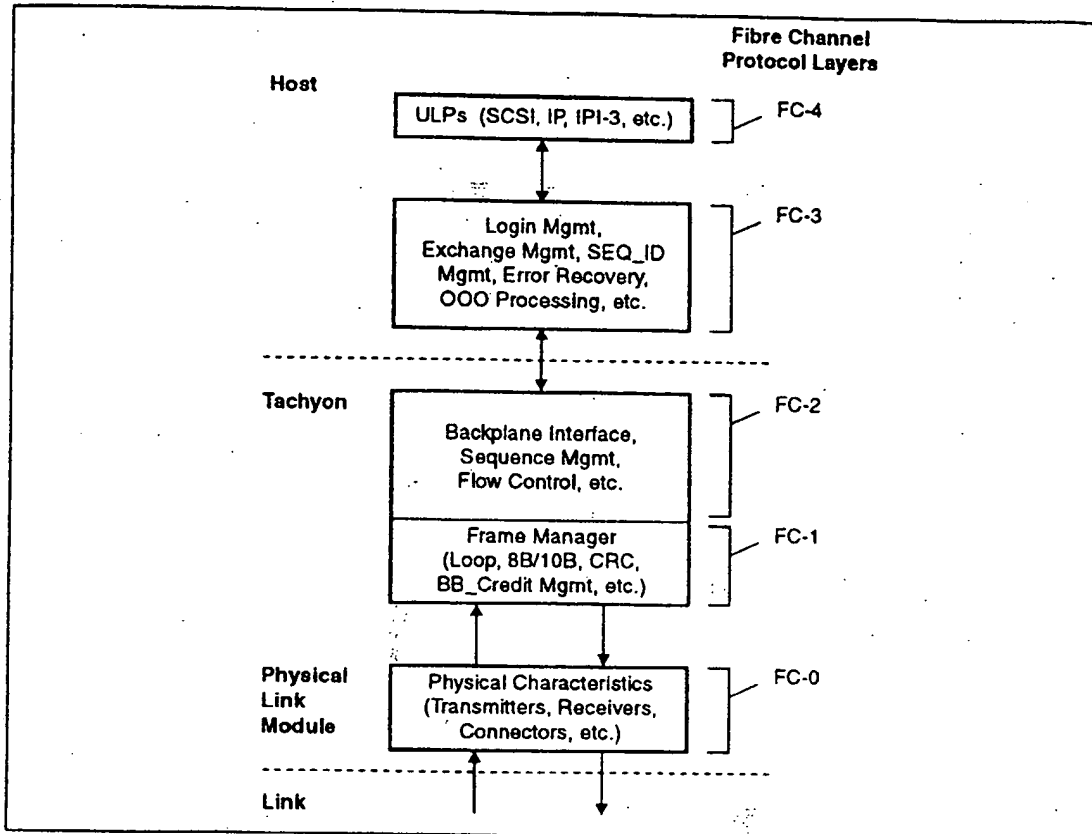 Fibre Channel
Protocol Layers
Host
ULPs (SCSI, IP, IPI-3, etc.)
FC-4
Login Mgmt,
Exchange Mgmt, SEQ_ID
Mgmt, Error Recovery,
OOO Processing, etc.
FC-3
Tachyon
Backplane Interface,
Sequence Mgmt,
Flow Control, etc.
FC-2
Frame Manager
(Loop, 8B/10B, CRC,
BB_Credit Mgmt, etc.)
FC-1
Physical
Link
Module
Physical Characteristics
(Transmitters, Receivers,
Connectors, etc.)
FC-0
Link